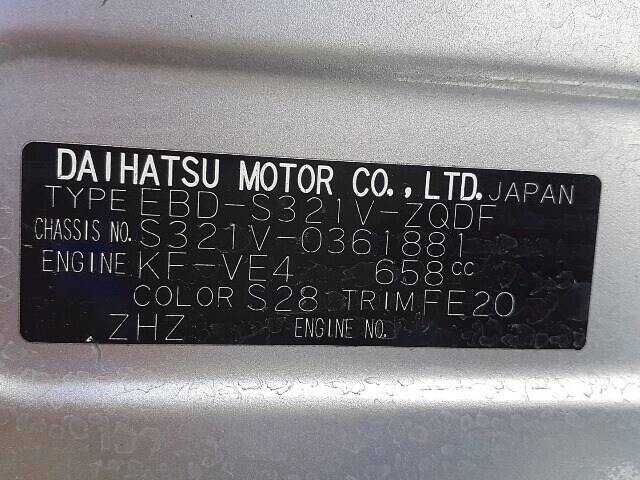 DAIHATSU MOTOR CO., LTD. JAPAN
TYPE EBD-S321V-ZQDF
CHASSIS NO. S321V-0361881
ENGINE KF-VE4 658cc
COLOR S28 TRIM FE20
ZHZ ENGINE NO.